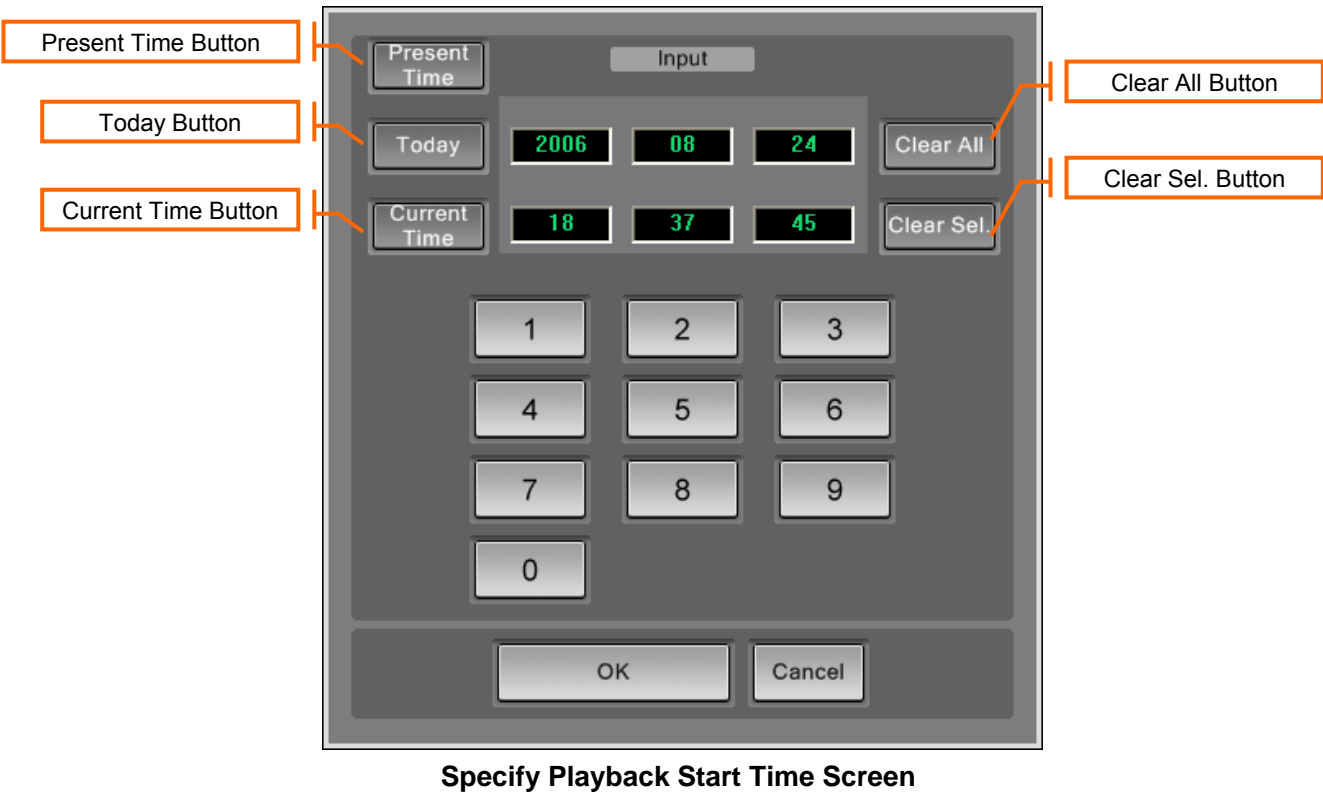 Present Time Button
Today Button
Current Time Button
Present
Time
Input
Today
2006 08 24
Clear All
Current
Time
18 37 45
Clear Sel.
Clear All Button
Clear Sel. Button
1 2 3
4 5 6
7 8 9
0
OK Cancel
Specify Playback Start Time Screen